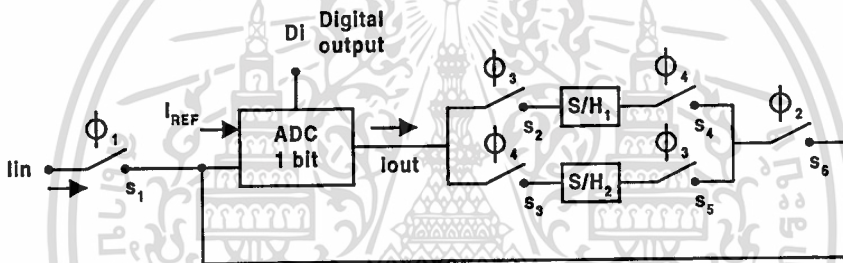 Di Digital
output
ϕ3
ϕ4
IREF
S/H1
ϕ1
ADC
1 bit
S2
S4
ϕ2
Iin
Iout
ϕ4
ϕ3
S6
S1
S/H2
S3
S5